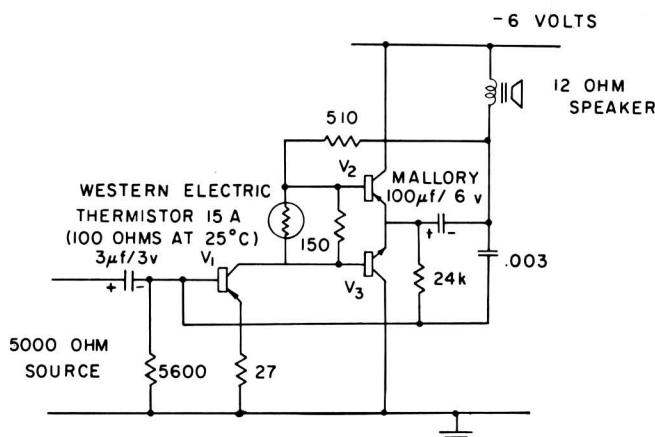 -6 VOLTS
12 OHM
SPEAKER
510
V2
MALLORY
100μf/ 6 v
WESTERN ELECTRIC
THERMISTOR 15 A
(100 OHMS AT 25°C)
3μf/3v
+ -
V1
150
+ -
V3
24k
.003
5000 OHM
SOURCE
5600
27